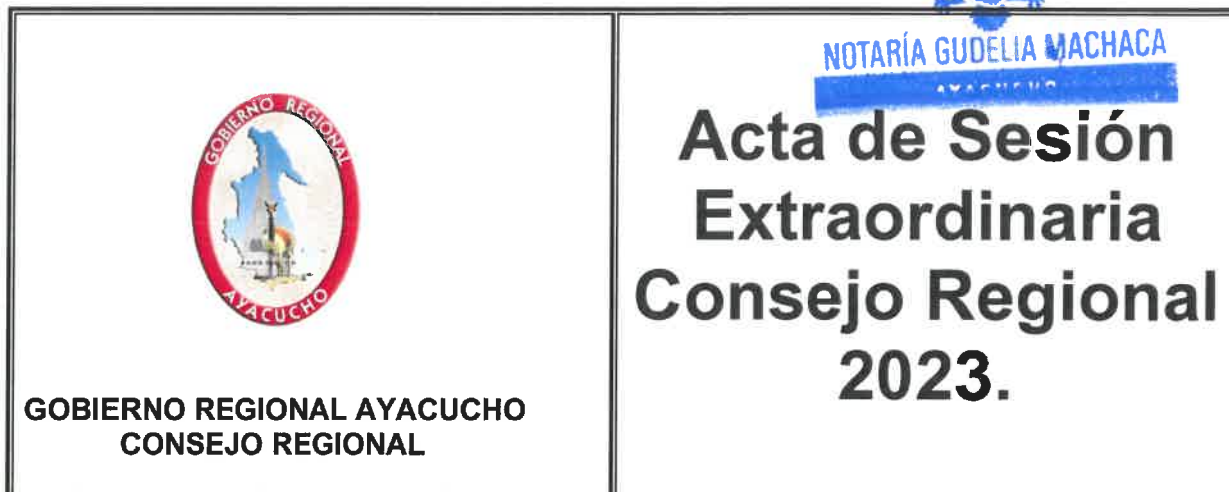 GOBIERNO REGIONAL
AYACUCHO
GOBIERNO REGIONAL AYACUCHO
CONSEJO REGIONAL
NOTARÍA GUDELIA MACHACA
Acta de Sesión
Extraordinaria
Consejo Regional
2023.